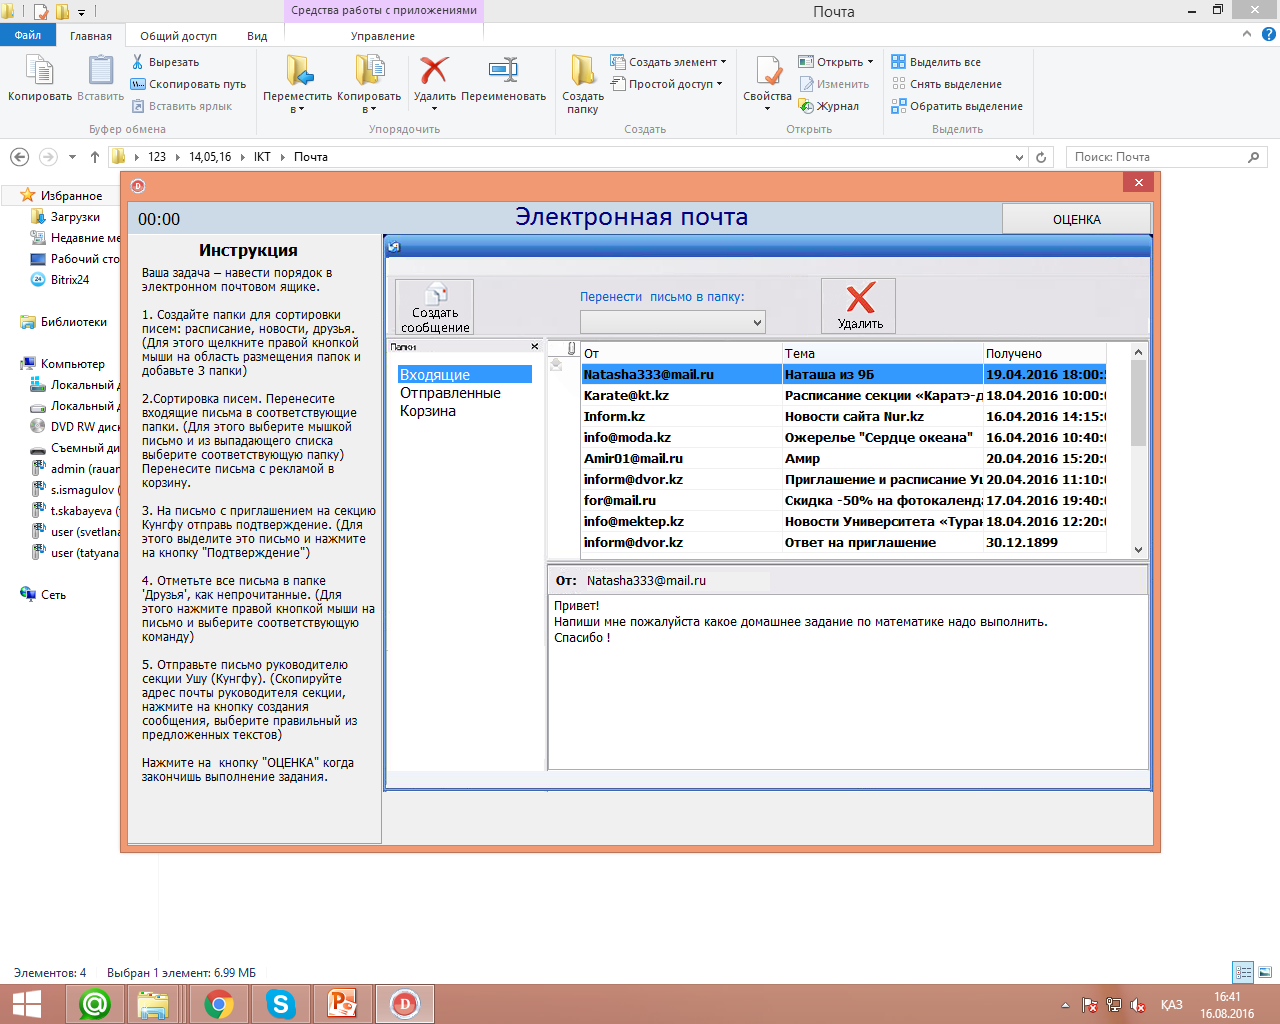 Средства работы с приложениями
Почта
Файл
Главная
Общий доступ
Вид
Управление
Копировать
Вставить
Вырезать
Скопировать путь
Вставить ярлык
Буфер обмена
Переместить в
Копировать в
Удалить
Переименовать
Упорядочить
Создать папку
Создать элемент
Простой доступ
Создать
Свойства
Открыть
Изменить
Журнал
Открыть
Выделить все
Снять выделение
Обратить выделение
Выделить
123
14,05,16
IKT
Почта
Поиск: Почта
Избранное
Загрузки
Недавние ме
Рабочий сто
Bitrix24
Библиотеки
Компьютер
Локальный д
Локальный д
DVD RW диск
Съемный ди
admin (rauan
s.ismagulov (
t.skabayeva (
user (svetlana
user (tatyana
Сеть
D
00:00
Электронная почта
ОЦЕНКА
Инструкция
Ваша задача – навести порядок в
электронном почтовом ящике.
1. Создайте папки для сортировки
писем: расписание, новости, друзья.
(Для этого щелкните правой кнопкой
мыши на область размещения папок и
добавьте 3 папки)
2.Сортировка писем. Перенесите
входящие письма в соответствующие
папки. (Для этого выберите мышкой
письмо и из выпадающего списка
выберите соответствующую папку)
Перенесите письма с рекламой в
корзину.
3. На письмо с приглашением на секцию
Кунгфу отправь подтверждение. (Для
этого выделите это письмо и нажмите
на кнопку "Подтверждение")
4. Отметьте все письма в папке
'Друзья', как непрочитанные. (Для
этого нажмите правой кнопкой мыши на
письмо и выберите соответствующую
команду)
5. Отправьте письмо руководителю
секции Ушу (Кунгфу). (Скопируйте
адрес почты руководителя секции,
нажмите на кнопку создания
сообщения, выберите правильный из
предложенных текстов)
Нажмите на кнопку "ОЦЕНКА" когда
закончишь выполнение задания.
Создать
сообщение
Перенести письмо в папку:
Удалить
Папки
Входящие
Отправленные
Корзина
От Тема Получено
Natasha333@mail.ru Наташа из 9Б 19.04.2016 18:00:
Karate@kt.kz Расписание секции «Каратэ-д 18.04.2016 10:00:
Inform.kz Новости сайта Nur.kz 16.04.2016 14:15:
info@moda.kz Ожерелье "Сердце океана" 16.04.2016 10:40:
Amir01@mail.ru Амир 20.04.2016 15:20:
inform@dvor.kz Приглашение и расписание Уш 20.04.2016 11:10:
for@mail.ru Скидка -50% на фотокаленд 17.04.2016 19:40:
info@mektep.kz Новости Университета «Туран 18.04.2016 12:20:
inform@dvor.kz Ответ на приглашение 30.12.1899
От: Natasha333@mail.ru
Привет!
Напиши мне пожалуйста какое домашнее задание по математике надо выполнить.
Спасибо !
Элементов: 4 Выбран 1 элемент: 6.99 МБ
D
ҚАЗ
16:41
16.08.2016